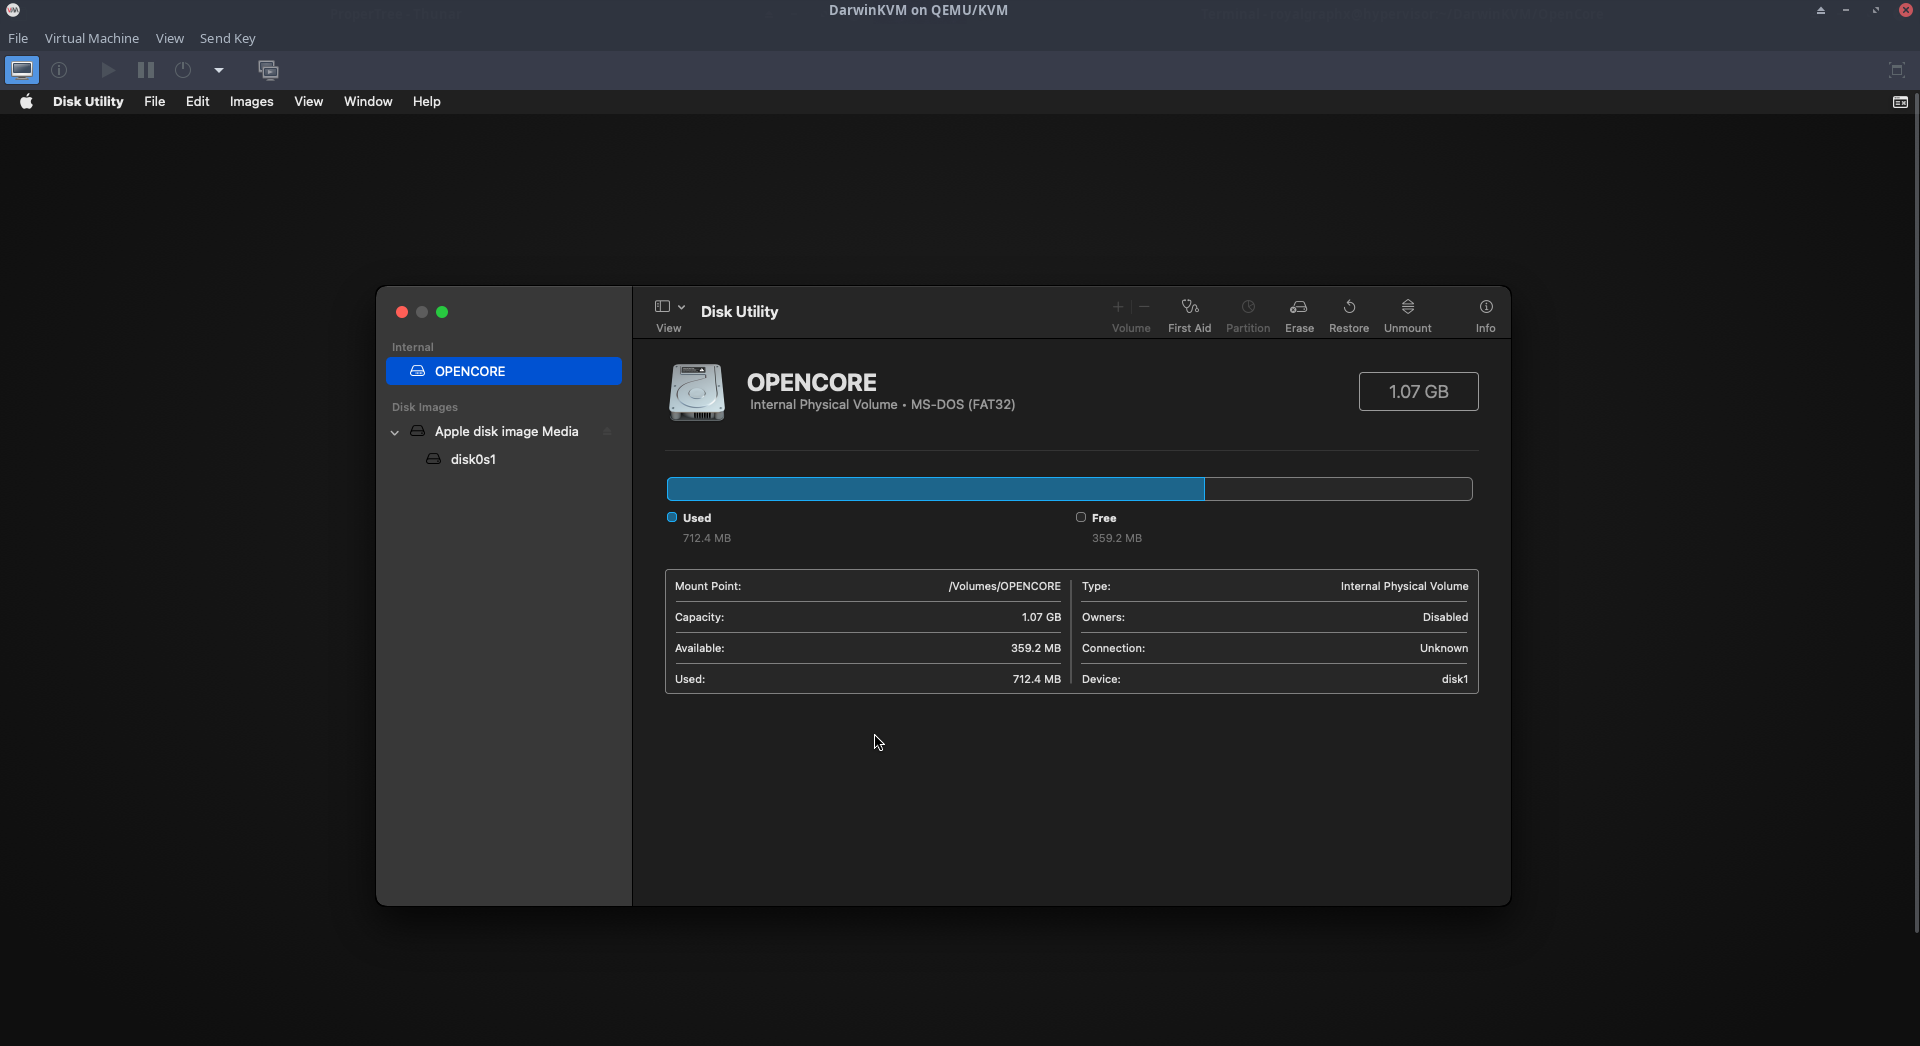 DarwinKVM on QEMU/KVM
File Virtual Machine View Send Key
Disk Utility File Edit Images View Window Help
Internal
OPENCORE
Disk Images
Apple disk image Media
disk0s1
View
Disk Utility
Volume First Aid Partition Erase Restore Unmount Info
OPENCORE
Internal Physical Volume • MS-DOS (FAT32)
1.07 GB
Used
712.4 MB
Free
359.2 MB
Mount Point: /Volumes/OPENCORE
Capacity: 1.07 GB
Available: 359.2 MB
Used: 712.4 MB
Type: Internal Physical Volume
Owners: Disabled
Connection: Unknown
Device: disk1